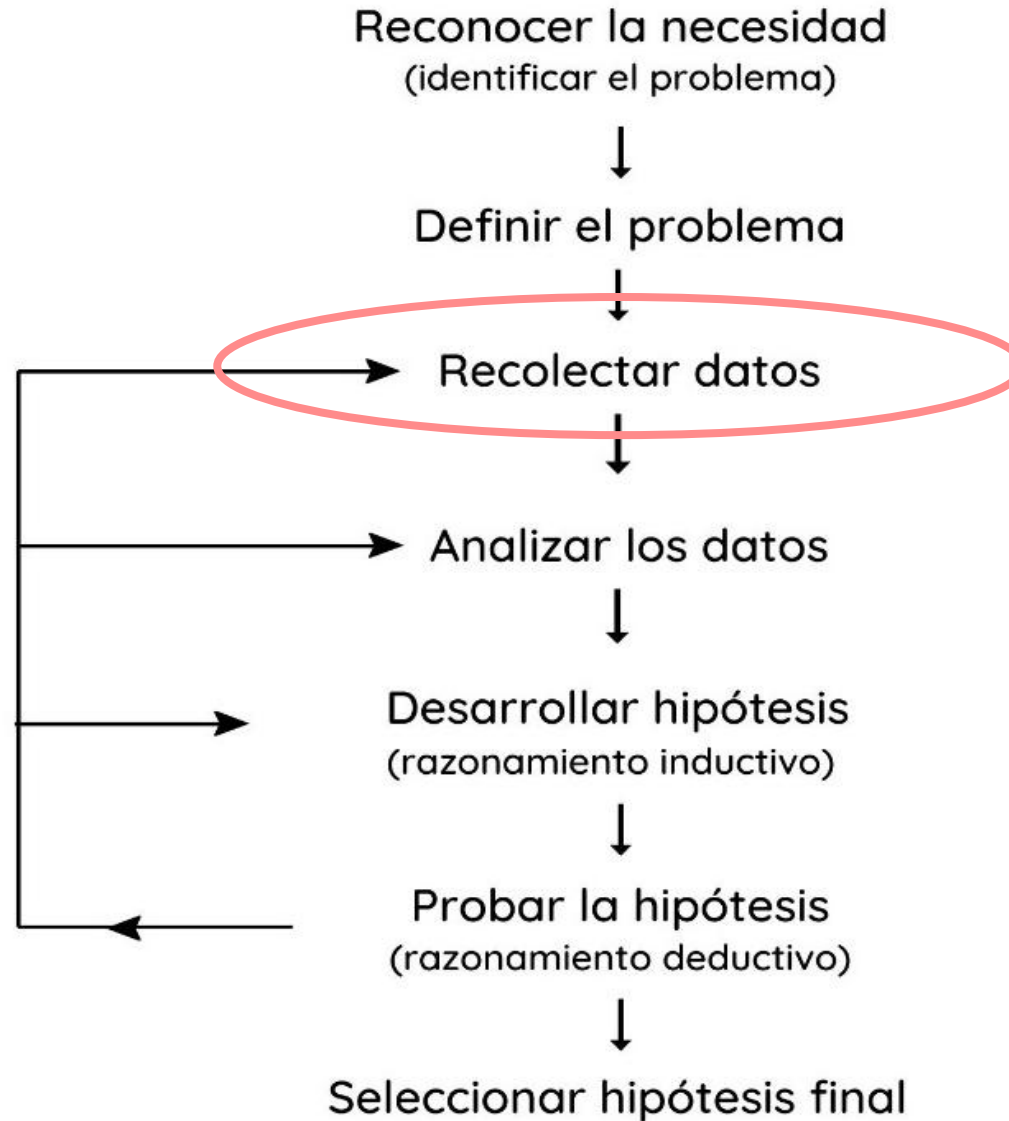 Reconocer la necesidad
(identificar el problema)
Definir el problema
Recolectar datos
Analizar los datos
Desarrollar hipótesis
(razonamiento inductivo)
Probar la hipótesis
(razonamiento deductivo)
Seleccionar hipótesis final